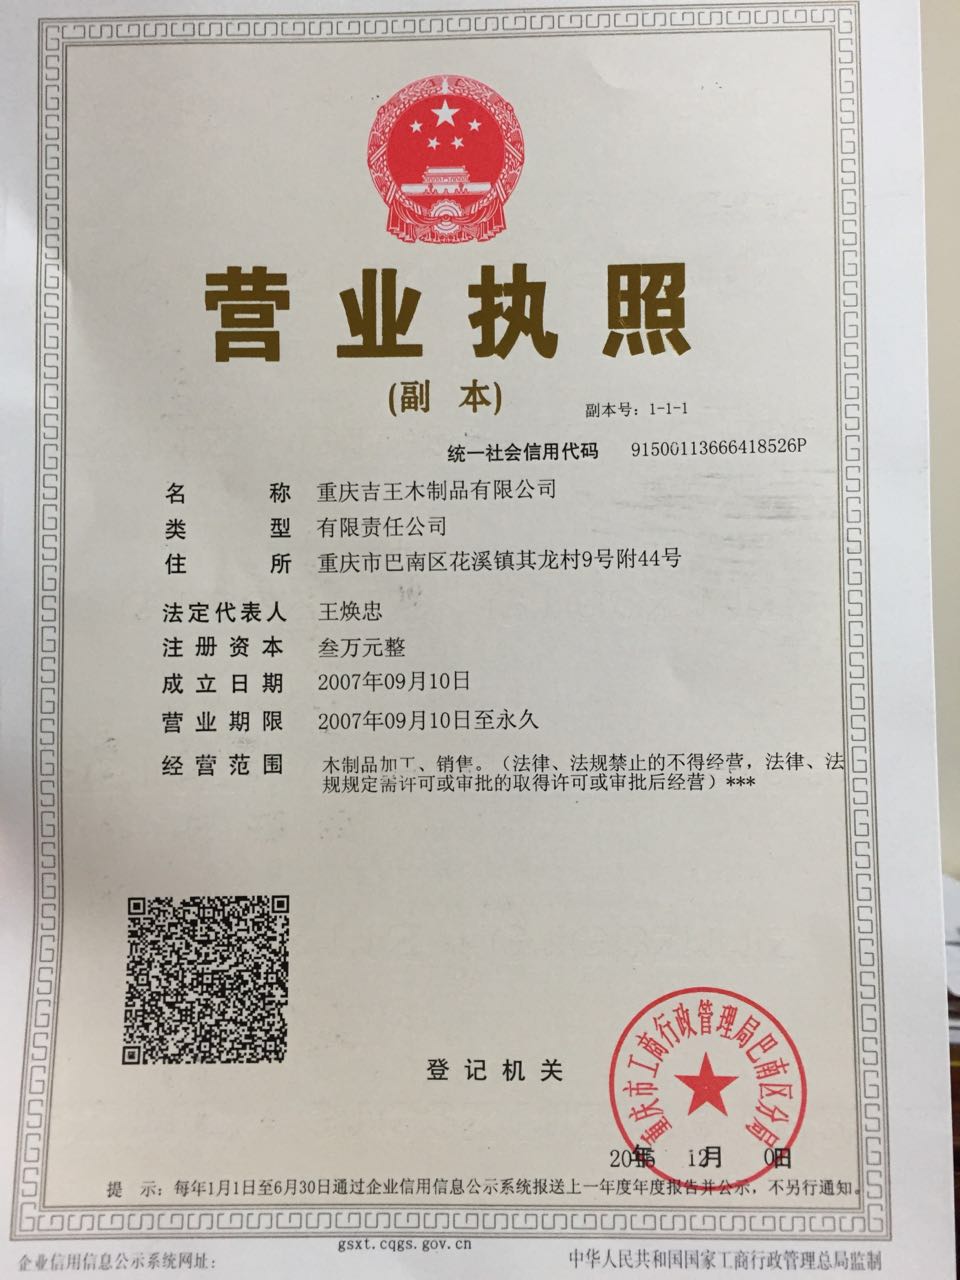 营业执照
(副 本)
副本号：1-1-1
统一社会信用代码 91500113666418526P
名称 重庆吉王木制品有限公司
类型 有限责任公司
住所 重庆市巴南区花溪镇其龙村9号附44号
法定代表人 王焕忠
注册资本 叁万元整
成立日期 2007年09月10日
营业期限 2007年09月10日至永久
经营范围 木制品加工、销售。（法律、法规禁止的不得经营，法律、法
规规定需许可或审批的取得许可或审批后经营）***
登记机关
重庆市工商行政管理局巴南区分局
年 12月 日
提 示：每年1月1日至6月30日通过企业信用信息公示系统报送上一年度年度报告并公示，不另行通知。
企业信用信息公示系统网址：
gsxt.cqgs.gov.cn
中华人民共和国国家工商行政管理总局监制